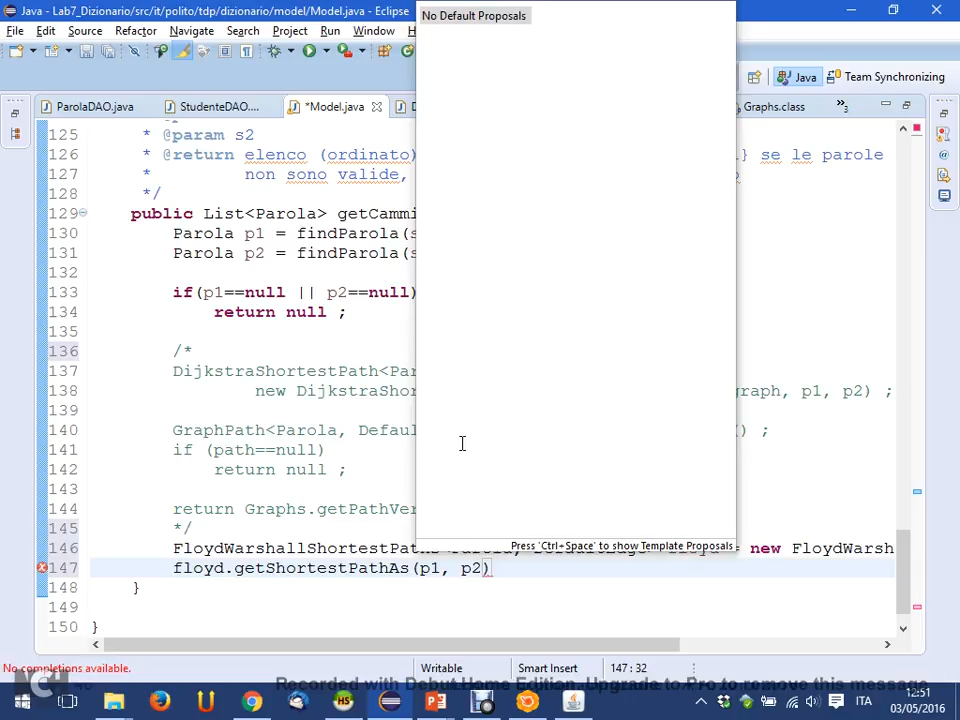 Java - Lab7_Dizionario/src/it/polito/tdp/dizionario/model/Model.java - Eclipse
No Default Proposals
File Edit Source Refactor Navigate Search Project Run Window
Java Team Synchronizing
ParolaDAO.java StudenteDAO.... *Model.java Graphs.class
125 * @param s2
126 * @return elenco (ordinato) } se le parole
127 * non sono valide,
128 */
129 public List<Parola> getCammi
130 Parola p1 = findParola(
131 Parola p2 = findParola(
132
133 if(p1==null || p2==null)
134 return null ;
135
136 /*
137 DijkstraShortestPath<Par
138 new DijkstraShor graph, p1, p2) ;
139
140 GraphPath<Parola, Defaul () ;
141 if (path==null)
142 return null ;
143
144 return Graphs.getPathVer
145 */
146 FloydWarshallShortestPaths = new FloydWarsh
147 floyd.getShortestPathAs(p1, p2)
148 }
149
150 }
Press 'Ctrl+Space' to show Template Proposals
No completions available.
Writable Smart Insert 147 : 32
NCH
Recorded with Debut Home Edition. Upgrade to Pro to remove this message
12:51
ITA
03/05/2016